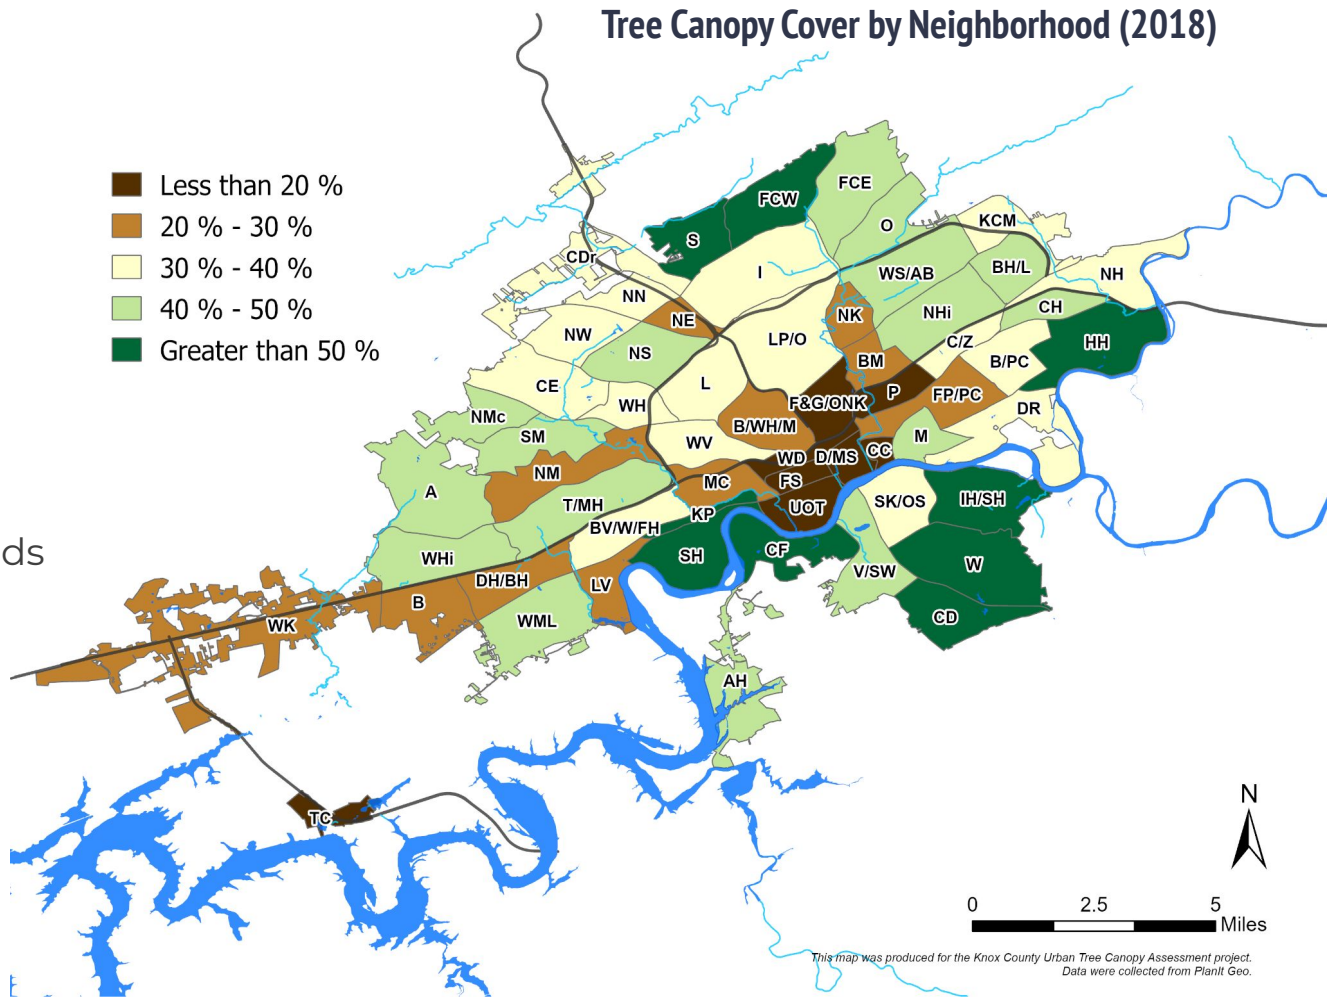 Tree Canopy Cover by Neighborhood (2018)
Less than 20 %
20 % - 30 %
30 % - 40 %
40 % - 50 %
Greater than 50 %
FCW
FCE
S
O
KCM
CDr
I
WS/AB
BH/L
NH
NN
NE
NK
NHi
CH
NW
NS
LP/O
C/Z
HH
BM
B/PC
CE
L
P
FP/PC
WH
F&G/ONK
DR
NMc
SM
WV
B/WH/M
M
NM
WD
D/MS
CC
A
MC
FS
T/MH
KP
UOT
SK/OS
IH/SH
BV/W/FH
ds
WHi
SH
CF
V/SW
W
DH/BH
LV
B
WML
CD
WK
AH
TC
N
0 2.5 5
Miles
This map was produced for the Knox County Urban Tree Canopy Assessment project.
Data were collected from PlanIt Geo.